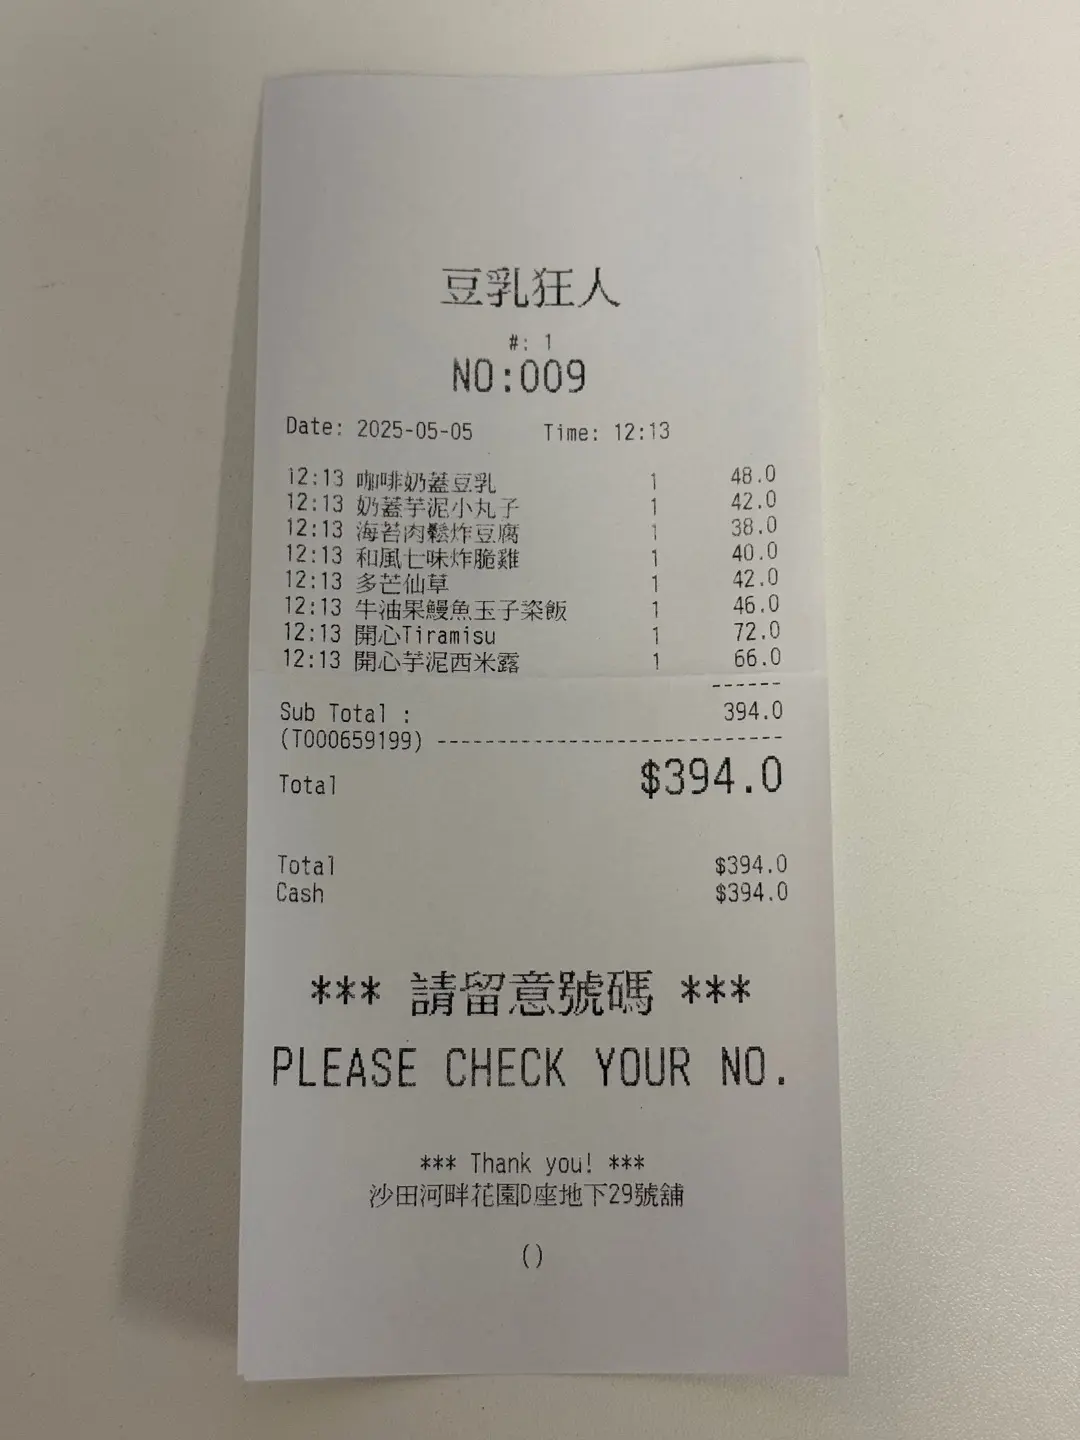 豆乳狂人
#: 1
NO:009
Date: 2025-05-05 Time: 12:13
12:13 咖啡奶蓋豆乳 1 48.0
12:13 奶蓋芋泥小丸子 1 42.0
12:13 海苔肉鬆炸豆腐 1 38.0
12:13 和風七味炸脆雞 1 40.0
12:13 多芒仙草 1 42.0
12:13 牛油果鰻魚玉子染飯 1 46.0
12:13 開心Tiramisu 1 72.0
12:13 開心芋泥西米露 1 66.0
------
Sub Total : 394.0
(T000659199) -----------------------------
Total $394.0
Total $394.0
Cash $394.0
*** 請留意號碼 ***
PLEASE CHECK YOUR NO.
*** Thank you! ***
沙田河畔花園D座地下29號舖
()